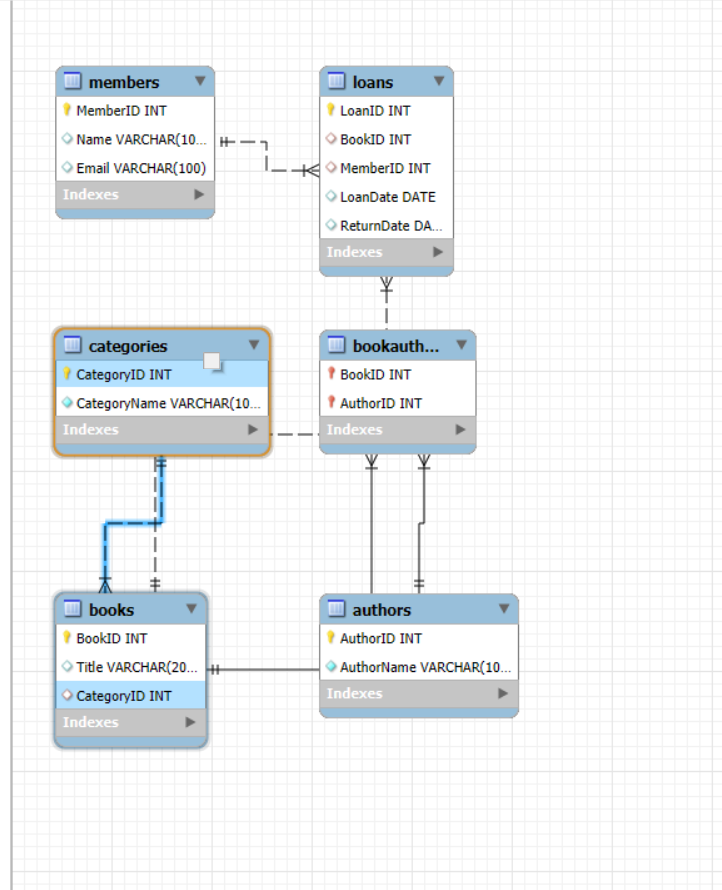 members
MemberID INT
Name VARCHAR(10...
Email VARCHAR(100)
Indexes
loans
LoanID INT
BookID INT
MemberID INT
LoanDate DATE
ReturnDate DA...
Indexes
categories
CategoryID INT
CategoryName VARCHAR(10...
Indexes
bookauth...
BookID INT
AuthorID INT
Indexes
books
BookID INT
Title VARCHAR(20...
CategoryID INT
Indexes
authors
AuthorID INT
AuthorName VARCHAR(10...
Indexes